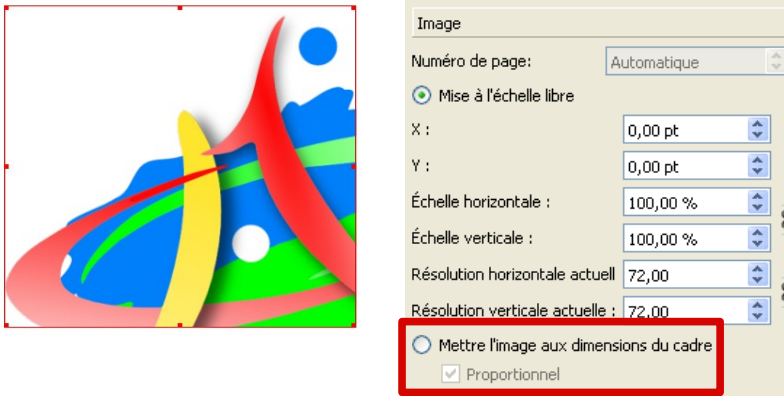 Image
Numéro de page: Automatique
Mise à l'échelle libre
X : 0,00 pt
Y : 0,00 pt
Échelle horizontale : 100,00 %
Échelle verticale : 100,00 %
Résolution horizontale actuell 72,00
Résolution verticale actuelle : 72,00
Mettre l'image aux dimensions du cadre
Proportionnel